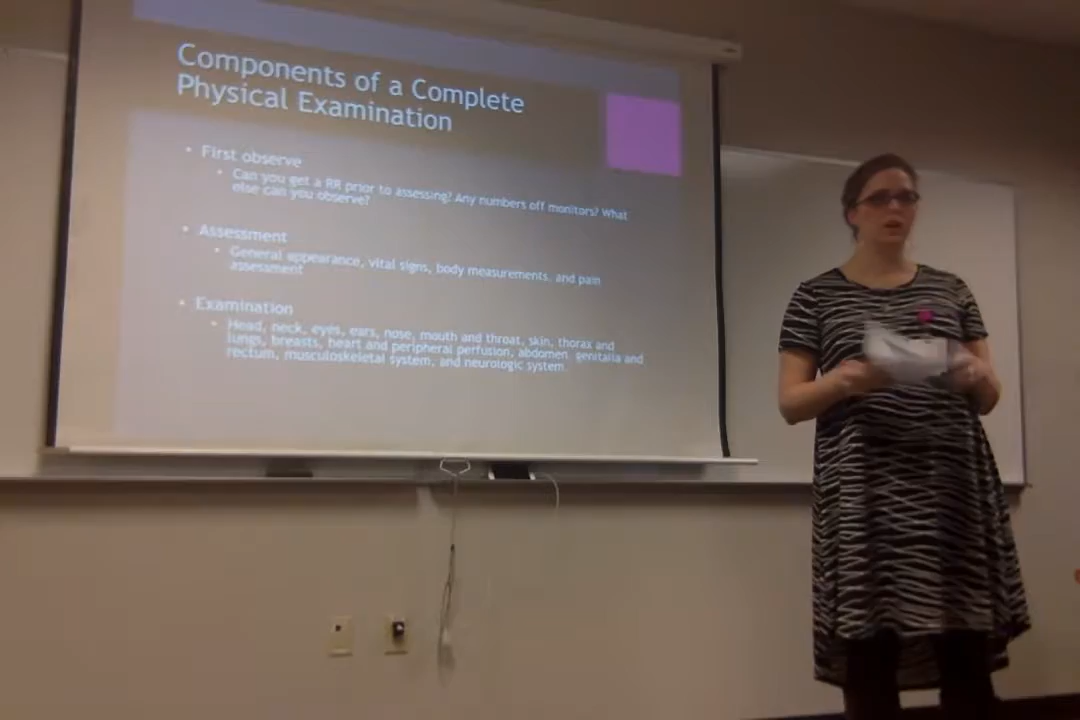 Components of a Complete
Physical Examination
• First observe
• Can you get a RR prior to assessing? Any numbers off monitors? What
else can you observe?
• Assessment
• General appearance, vital signs, body measurements, and pain
assessment
• Examination
• Head, neck, eyes, ears, nose, mouth and throat, skin, thorax and
lungs, breasts, heart and peripheral perfusion, abdomen, genitalia and
rectum, musculoskeletal system, and neurologic system.